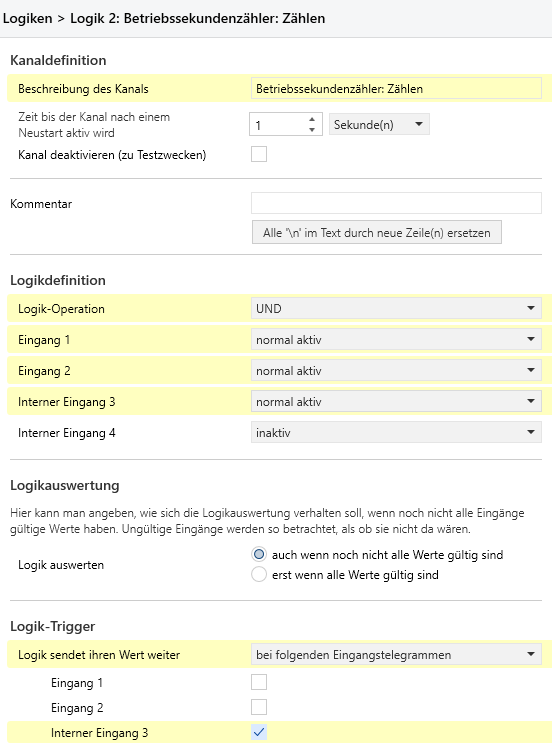 Logiken > Logik 2: Betriebssekundenzähler: Zählen
Kanaldefinition
Beschreibung des Kanals Betriebssekundenzähler: Zählen
Zeit bis der Kanal nach einem
Neustart aktiv wird 1 Sekunde(n)
Kanal deaktivieren (zu Testzwecken)
Kommentar
Alle '\n' im Text durch neue Zeile(n) ersetzen
Logikdefinition
Logik-Operation UND
Eingang 1 normal aktiv
Eingang 2 normal aktiv
Interner Eingang 3 normal aktiv
Interner Eingang 4 inaktiv
Logikauswertung
Hier kann man angeben, wie sich die Logikauswertung verhalten soll, wenn noch nicht alle Eingänge
gültige Werte haben. Ungültige Eingänge werden so betrachtet, als ob sie nicht da wären.
Logik auswerten
auch wenn noch nicht alle Werte gültig sind
erst wenn alle Werte gültig sind
Logik-Trigger
Logik sendet ihren Wert weiter bei folgenden Eingangstelegrammen
Eingang 1
Eingang 2
Interner Eingang 3